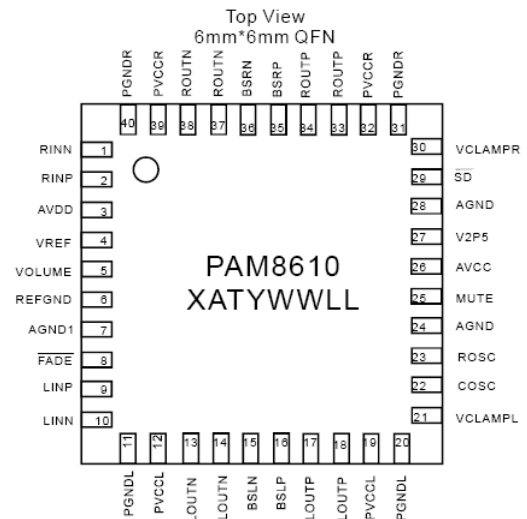 Top View
6mm*6mm QFN
PGNDR
PVCCR
ROUTN
ROUTN
BSRN
BSRP
ROUTP
ROUTP
PVCCR
PGNDR
40 39 38 37 36 35 34 33 32 31
RINN 1
RINP 2
AVDD 3
VREF 4
VOLUME 5
REFGND 6
AGND1 7
FADE 8
LINP 9
LINN 10
PAM8610
XATYWWLL
30 VCLAMPR
29 SD
28 AGND
27 V2P5
26 AVCC
25 MUTE
24 AGND
23 ROSC
22 COSC
21 VCLAMPL
11 12 13 14 15 16 17 18 19 20
PGNDL
PVCCL
LOUTN
LOUTN
BSLN
BSLP
LOUTP
LOUTP
PVCCL
PGNDL